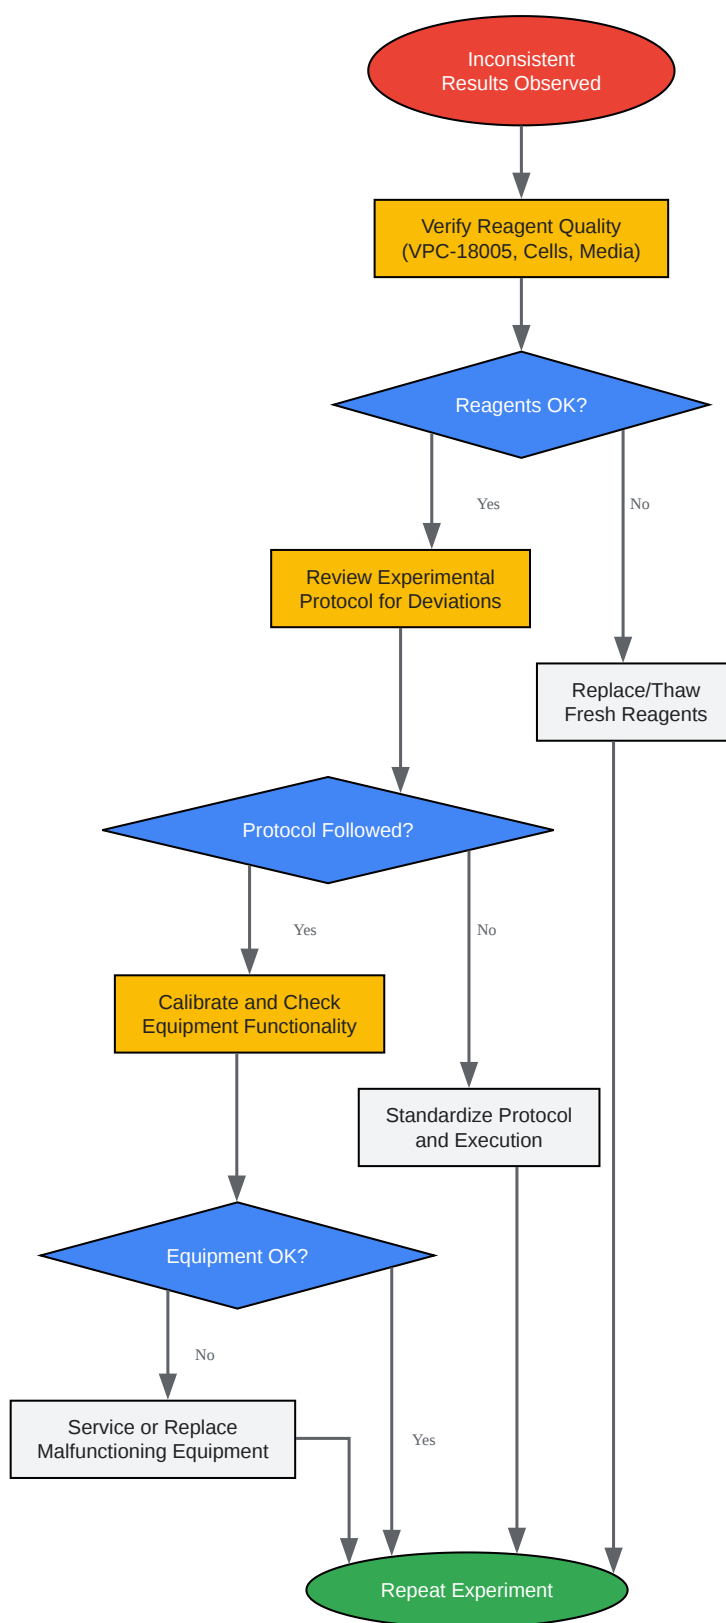 Inconsistent
Results Observed
Verify Reagent Quality
(VPC-18005, Cells, Media)
Reagents OK?
Yes
No
Review Experimental
Protocol for Deviations
Replace/Thaw
Fresh Reagents
Protocol Followed?
Yes
No
Calibrate and Check
Equipment Functionality
Standardize Protocol
and Execution
Equipment OK?
No
Service or Replace
Malfunctioning Equipment
Yes
Repeat Experiment